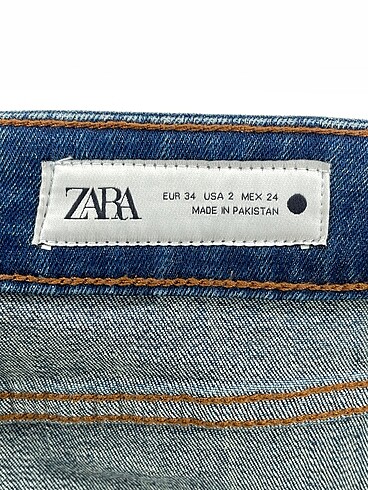 ZARA
EUR 34 USA 2 MEX 24
MADE IN PAKISTAN